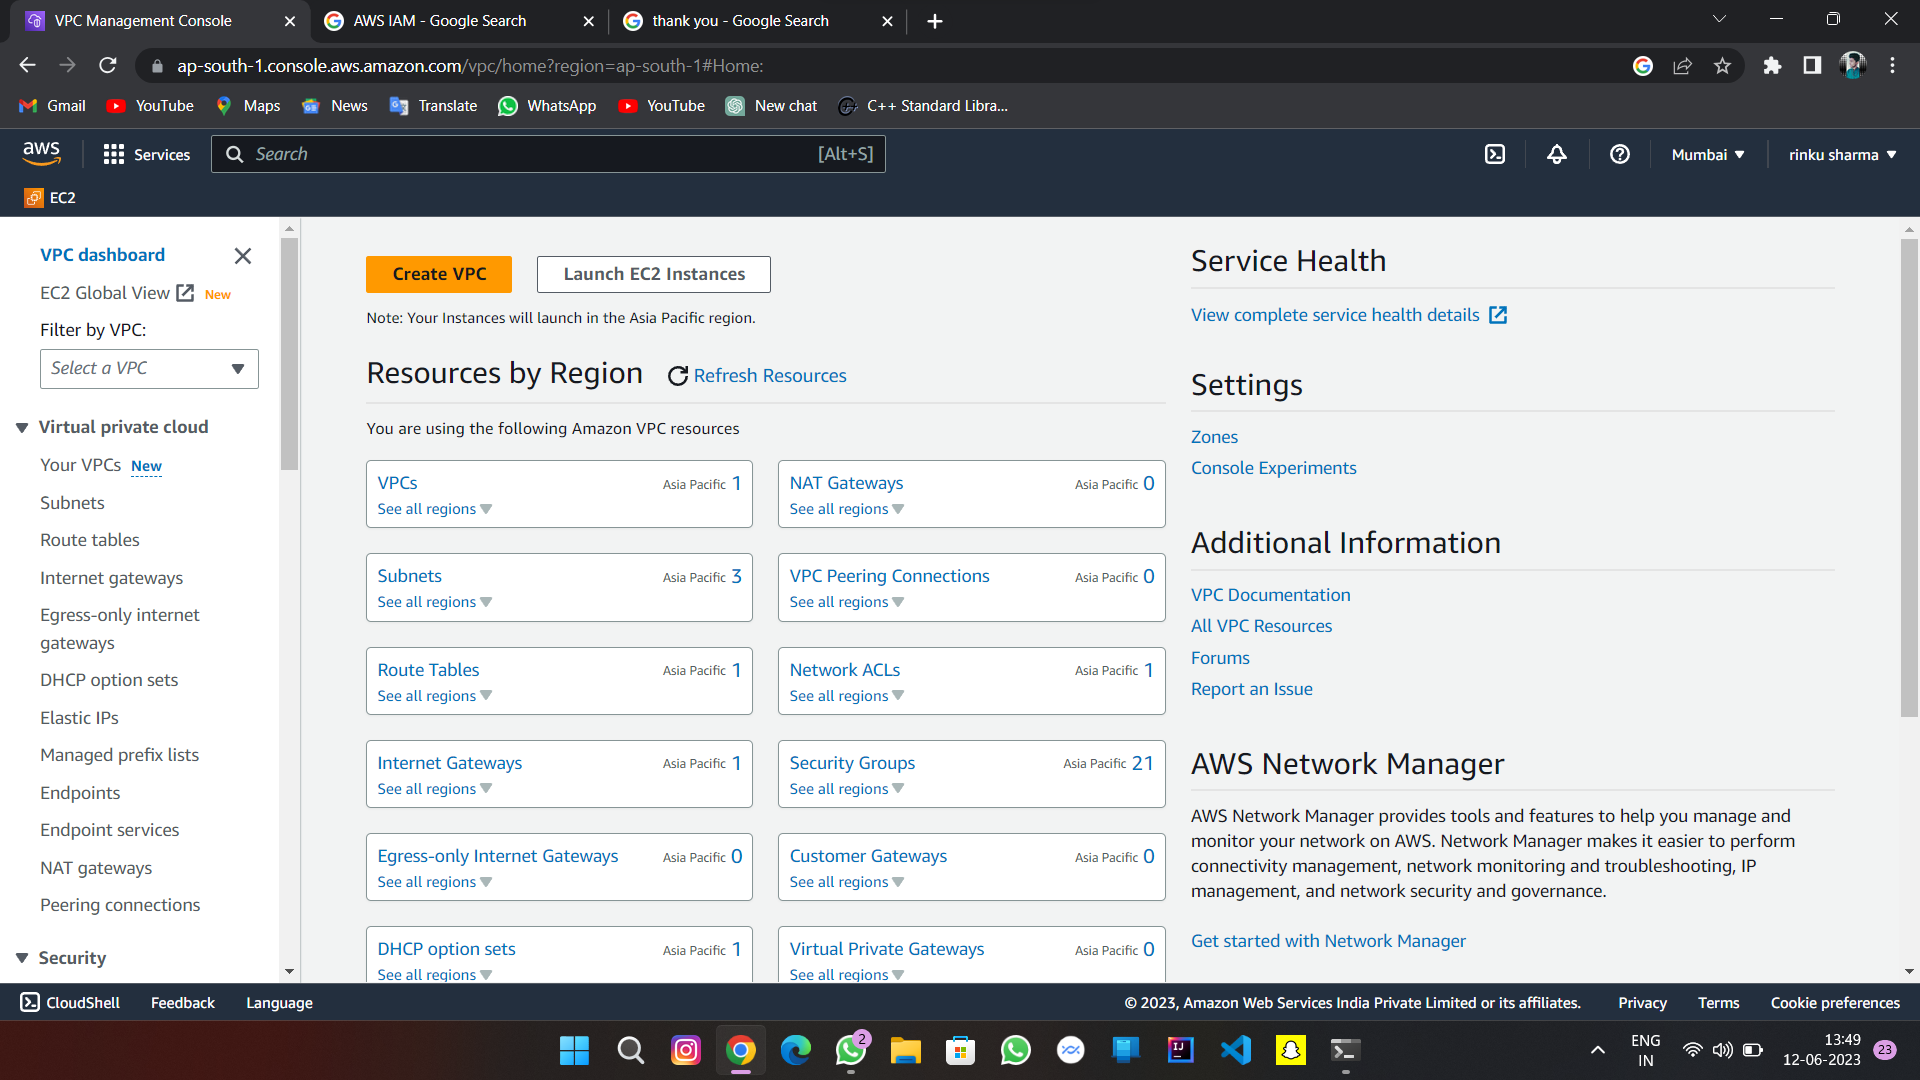 VPC Management Console
AWS IAM - Google Search
thank you - Google Search
ap-south-1.console.aws.amazon.com/vpc/home?region=ap-south-1#Home:
Gmail
YouTube
Maps
News
Translate
WhatsApp
YouTube
New chat
C++ Standard Libra...
aws
Services
Search
[Alt+S]
Mumbai
rinku sharma
EC2
VPC dashboard
EC2 Global View
New
Filter by VPC:
Select a VPC
Virtual private cloud
Your VPCs New
Subnets
Route tables
Internet gateways
Egress-only internet
gateways
DHCP option sets
Elastic IPs
Managed prefix lists
Endpoints
Endpoint services
NAT gateways
Peering connections
Security
Create VPC
Launch EC2 Instances
Note: Your Instances will launch in the Asia Pacific region.
Resources by Region
Refresh Resources
You are using the following Amazon VPC resources
VPCs
Asia Pacific 1
See all regions
NAT Gateways
Asia Pacific 0
See all regions
Subnets
Asia Pacific 3
See all regions
VPC Peering Connections
Asia Pacific 0
See all regions
Route Tables
Asia Pacific 1
See all regions
Network ACLs
Asia Pacific 1
See all regions
Internet Gateways
Asia Pacific 1
See all regions
Security Groups
Asia Pacific 21
See all regions
Egress-only Internet Gateways
Asia Pacific 0
See all regions
Customer Gateways
Asia Pacific 0
See all regions
DHCP option sets
Asia Pacific 1
See all regions
Virtual Private Gateways
Asia Pacific 0
See all regions
Service Health
View complete service health details
Settings
Zones
Console Experiments
Additional Information
VPC Documentation
All VPC Resources
Forums
Report an Issue
AWS Network Manager
AWS Network Manager provides tools and features to help you manage and
monitor your network on AWS. Network Manager makes it easier to perform
connectivity management, network monitoring and troubleshooting, IP
management, and network security and governance.
Get started with Network Manager
CloudShell
Feedback
Language
© 2023, Amazon Web Services India Private Limited or its affiliates.
Privacy
Terms
Cookie preferences
2
IJ
ENG
IN
13:49
12-06-2023
23